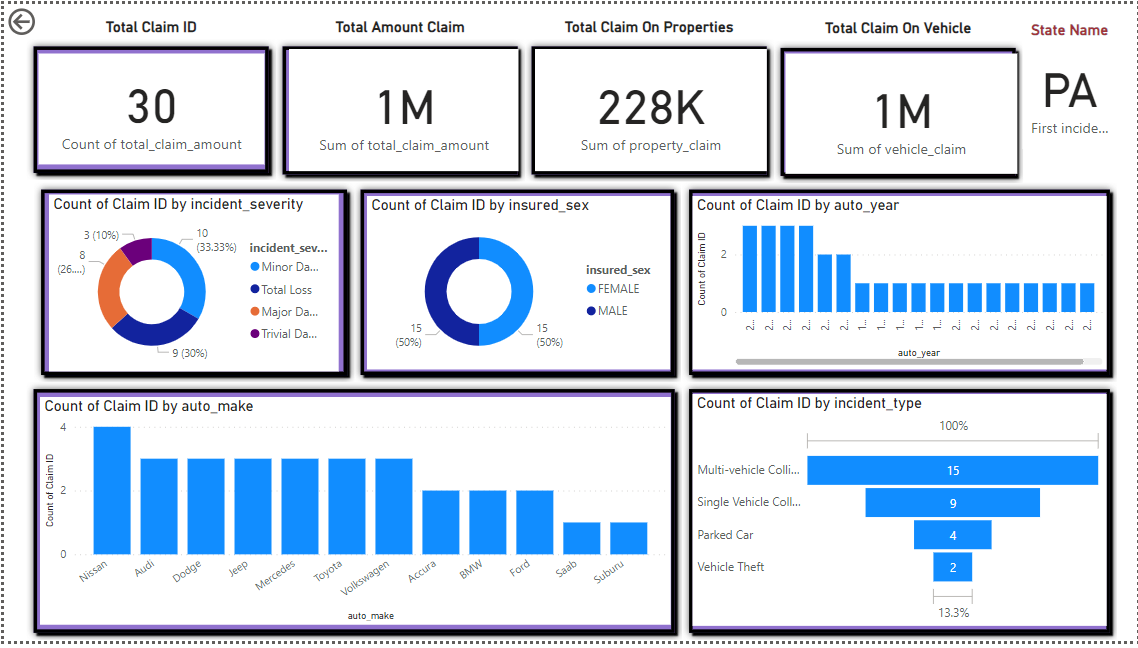 Total Claim ID
Total Amount Claim
Total Claim On Properties
Total Claim On Vehicle
State Name
30
Count of total_claim_amount
1M
Sum of total_claim_amount
228K
Sum of property_claim
1M
Sum of vehicle_claim
PA
First incide...
Count of Claim ID by incident_severity
3 (10%)
10
(33.33%)
8
(26....)
9 (30%)
incident_sev...
Minor Da...
Total Loss
Major Da...
Trivial Da...
Count of Claim ID by insured_sex
15
(50%)
15
(50%)
insured_sex
FEMALE
MALE
Count of Claim ID by auto_year
Count of Claim ID
2
0
2... 2... 2... 2... 2... 2... 1... 1... 1... 1... 1... 2... 2... 2... 2... 2... 2... 2... 2...
auto_year
Count of Claim ID by auto_make
Count of Claim ID
4
2
0
Nissan
Audi
Dodge
Jeep
Mercedes
Toyota
Volkswagen
Accura
BMW
Ford
Saab
Suburu
auto_make
Count of Claim ID by incident_type
100%
Multi-vehicle Colli... 15
Single Vehicle Coll... 9
Parked Car 4
Vehicle Theft 2
13.3%